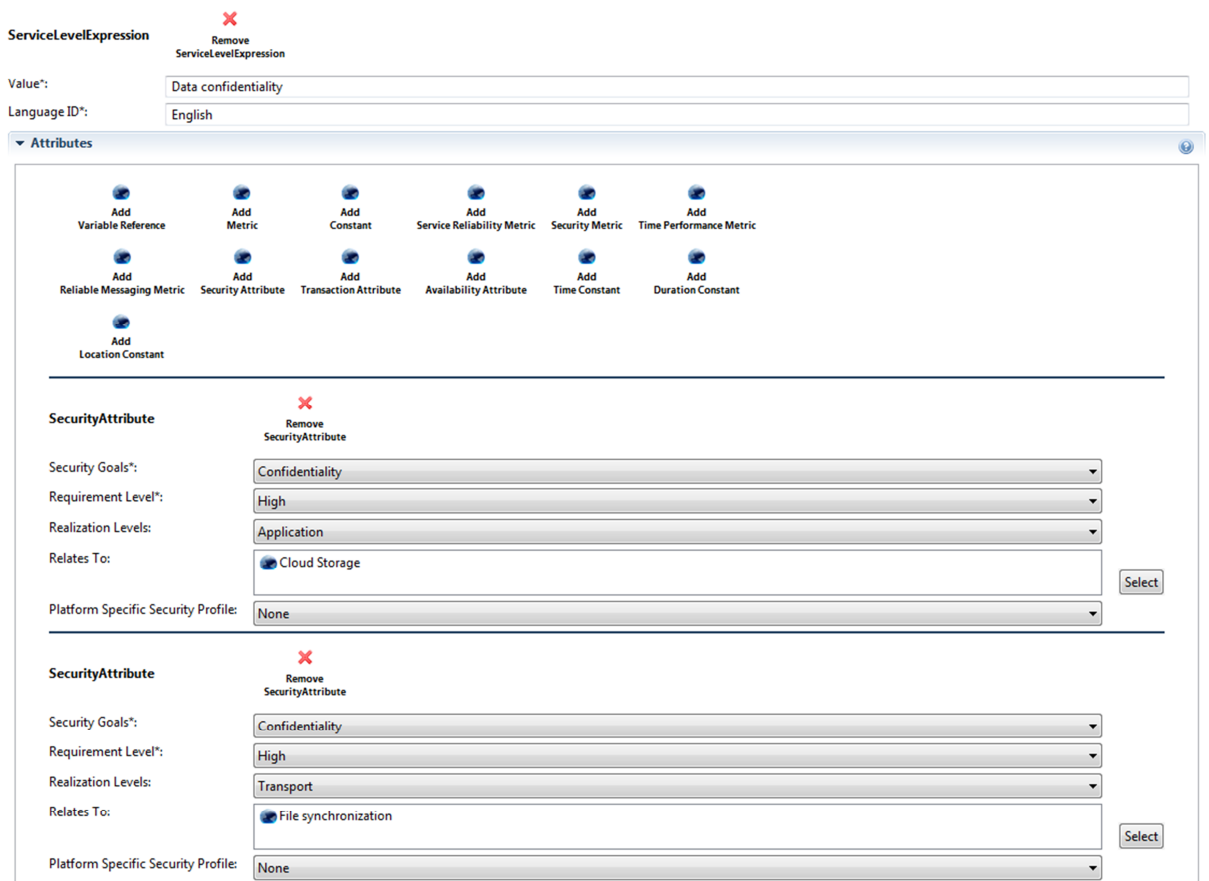 ServiceLevelExpression
Remove
ServiceLevelExpression
Value*: Data confidentiality
Language ID*: English
Attributes
Add Add Add Add Add Add
Variable Reference Metric Constant Service Reliability Metric Security Metric Time Performance Metric
Add Add Add Add Add Add
Reliable Messaging Metric Security Attribute Transaction Attribute Availability Attribute Time Constant Duration Constant
Add
Location Constant
SecurityAttribute
Remove
SecurityAttribute
Security Goals*: Confidentiality
Requirement Level*: High
Realization Levels: Application
Relates To: Cloud Storage
Select
Platform Specific Security Profile: None
SecurityAttribute
Remove
SecurityAttribute
Security Goals*: Confidentiality
Requirement Level*: High
Realization Levels: Transport
Relates To: File synchronization
Select
Platform Specific Security Profile: None